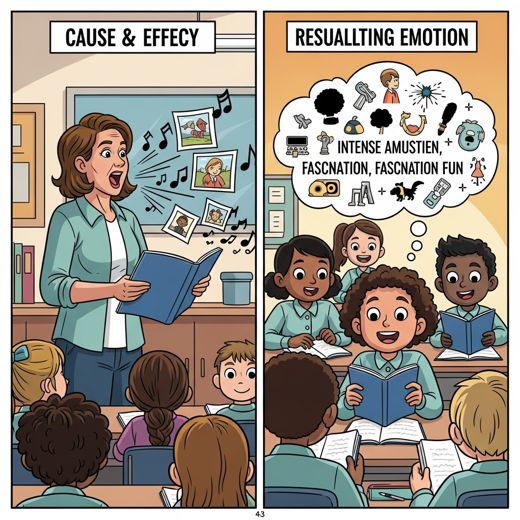 CAUSE & EFFECY
RESUALLTING EMOTION
INTENSE AMUSTIEN,
FASCNATION, FASCNATION FUN
43